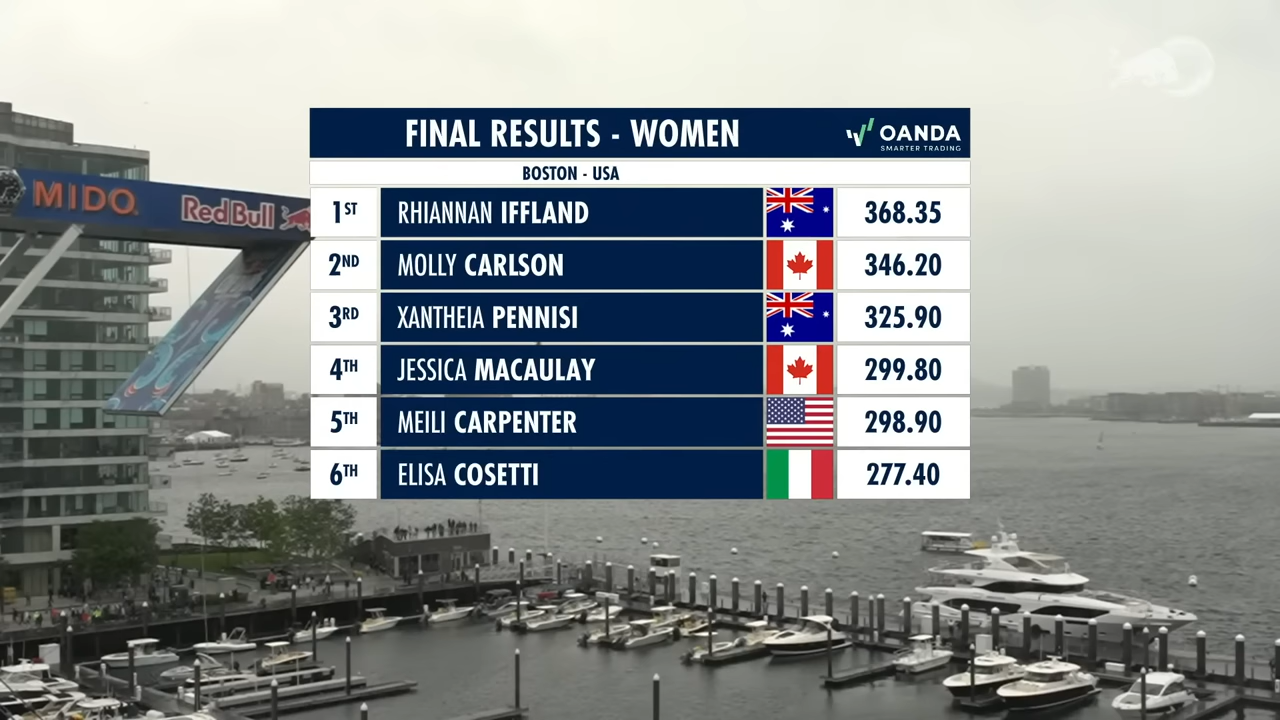 FINAL RESULTS - WOMEN
OANDA
SMARTER TRADING
BOSTON - USA
1ST RHIANNAN IFFLAND 368.35
2ND MOLLY CARLSON 346.20
3RD XANTHEIA PENNISI 325.90
4TH JESSICA MACAULAY 299.80
5TH MEILI CARPENTER 298.90
6TH ELISA COSETTI 277.40
MIDO
Red Bull